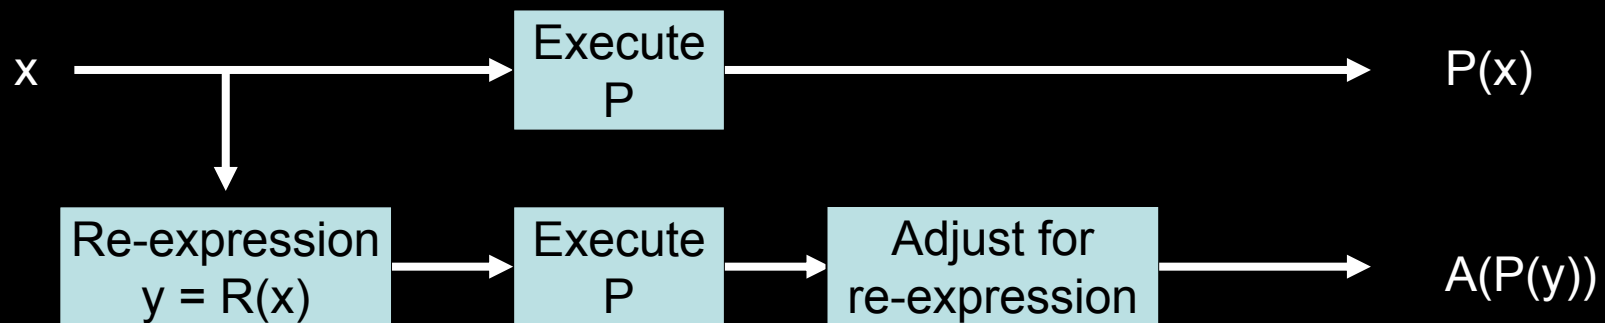 x
Execute
P
P(x)
Re-expression
y = R(x)
Execute
P
Adjust for
re-expression
A(P(y))